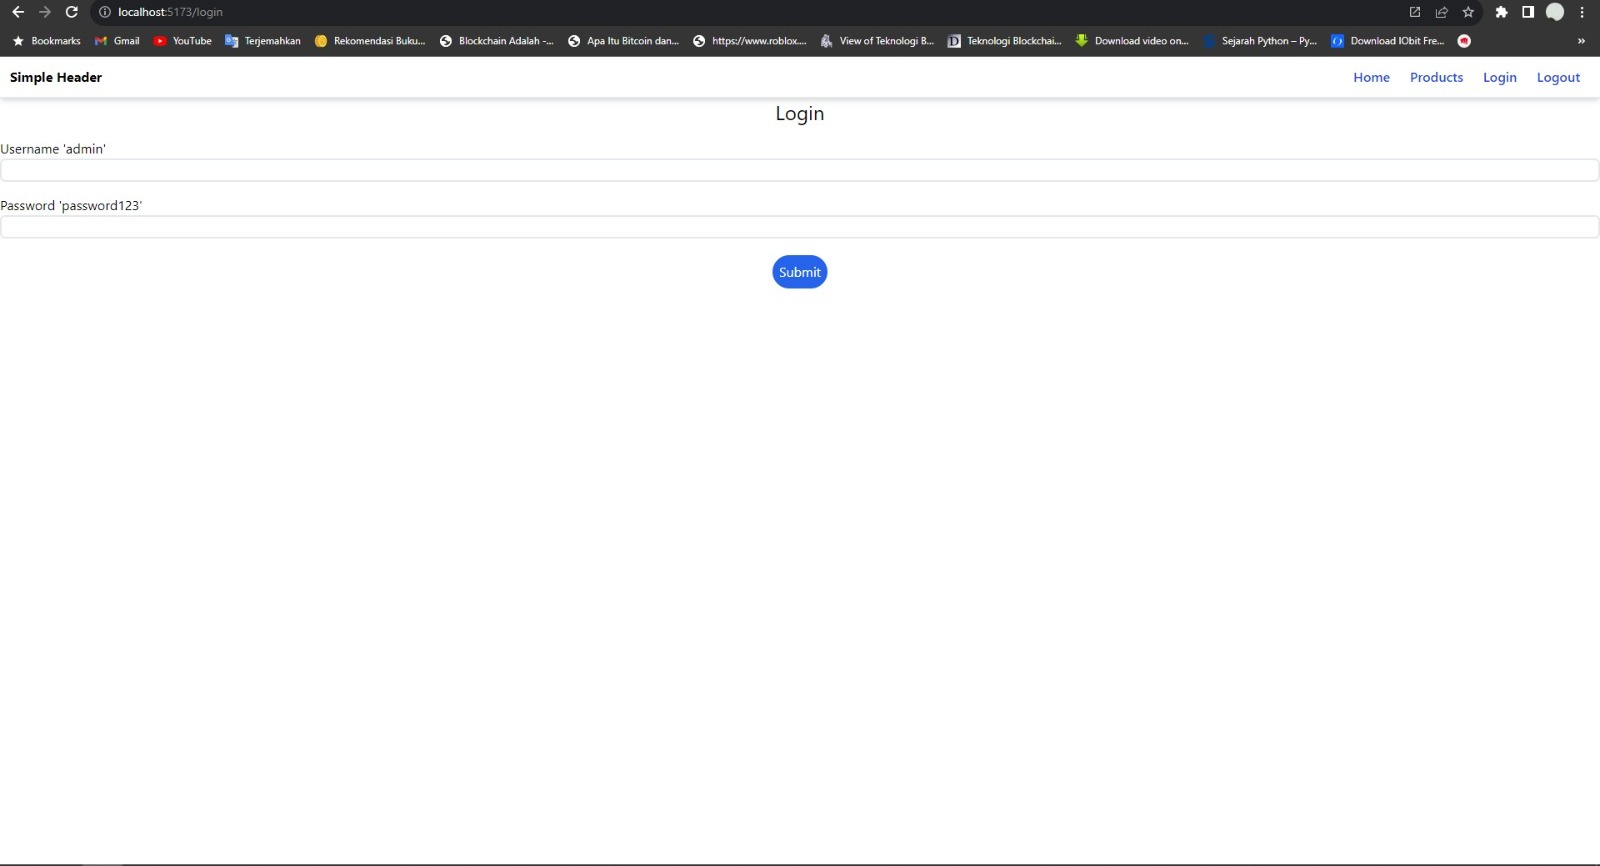 localhost:5173/login
Bookmarks Gmail YouTube Terjemahkan Rekomendasi Buku... Blockchain Adalah -... Apa Itu Bitcoin dan... https://www.roblox.... View of Teknologi B... Teknologi Blockchai... Download video on... Sejarah Python – Py... Download IObit Fre... »
Simple Header Home Products Login Logout
Login
Username 'admin'
Password 'password123'
Submit